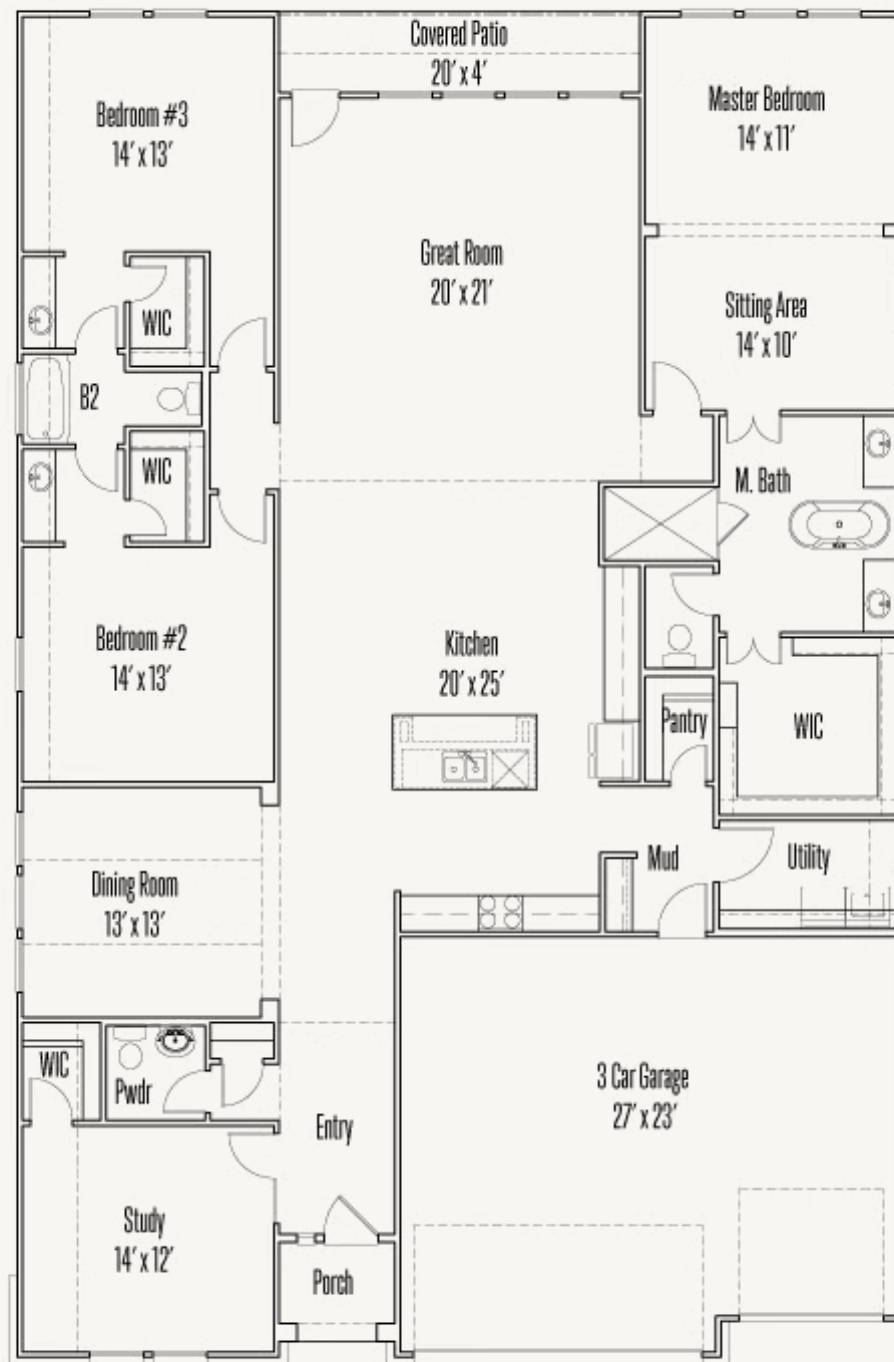 Covered Patio
20' x 4'
Bedroom #3
14' x 13'
Master Bedroom
14' x 11'
Great Room
20' x 21'
Sitting Area
14' x 10'
WIC
B2
WIC
M. Bath
Bedroom #2
14' x 13'
Kitchen
20' x 25'
Pantry
WIC
Dining Room
13' x 13'
Mud
Utility
WIC
Pwdr
3 Car Garage
27' x 23'
Entry
Study
14' x 12'
Porch